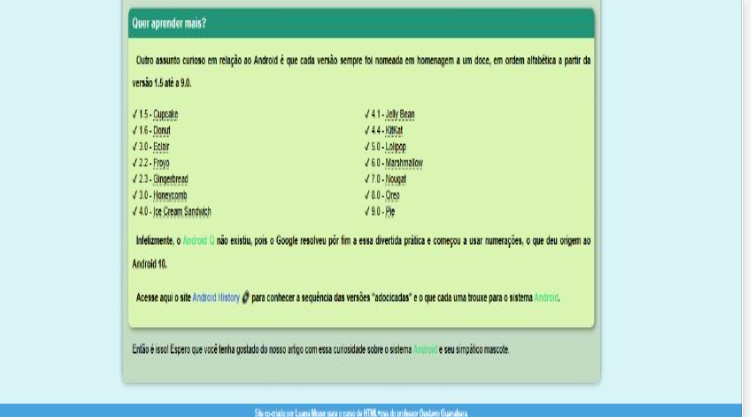 Quer aprender mais?
Outro assunto curioso em relação ao Android é que cada versão sempre foi nomeada em homenagem a um doce, em ordem alfabética a partir da
versão 1.5 até a 9.0.
✓ 1.5 - Cupcake
✓ 1.6 - Donut
✓ 3.0 - Eclair
✓ 2.2 - Froyo
✓ 2.3 - Gingerbread
✓ 3.0 - Honeycomb
✓ 4.0 - Ice Cream Sandwich
✓ 4.1 - Jelly Bean
✓ 4.4 - KitKat
✓ 5.0 - Lolipop
✓ 6.0 - Marshmallow
✓ 7.0 - Nougat
✓ 8.0 - Oreo
✓ 9.0 - Pie
Infelizmente, o Android Q não existiu, pois o Google resolveu pôr fim a essa divertida prática e começou a usar numerações, o que deu origem ao
Android 10.
Acesse aqui o site Android History para conhecer a sequência das versões "adocicadas" e o que cada uma trouxe para o sistema Android.
Então é isso! Espero que você tenha gostado do nosso artigo com essa curiosidade sobre o sistema Android e seu simpático mascote.
Site co-criado por Luana Moser para o curso de HTML +css do professor Gustavo Guanabara.